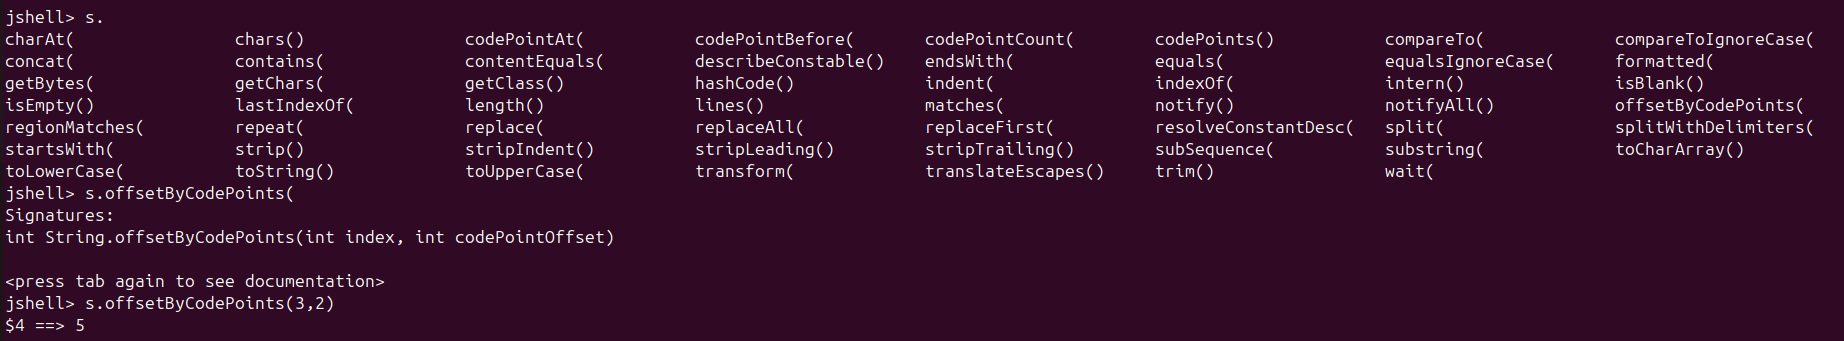 jshell> s.
charAt( chars() codePointAt( codePointBefore( codePointCount( codePoints() compareTo( compareToIgnoreCase(
concat( contains( contentEquals( describeConstable() endsWith( equals( equalsIgnoreCase( formatted(
getBytes( getChars( getClass() hashCode() indent( indexOf( intern() isBlank()
isEmpty() lastIndexOf( length() lines() matches( notify() notifyAll() offsetByCodePoints(
regionMatches( repeat( replace( replaceAll( replaceFirst( resolveConstantDesc( split( splitWithDelimiters(
startsWith( strip() stripIndent() stripLeading() stripTrailing() subSequence( substring( toCharArray()
toLowerCase( toString() toUpperCase( transform( translateEscapes() trim() wait(
jshell> s.offsetByCodePoints(
Signatures:
int String.offsetByCodePoints(int index, int codePointOffset)
<press tab again to see documentation>
jshell> s.offsetByCodePoints(3,2)
$4 ==> 5